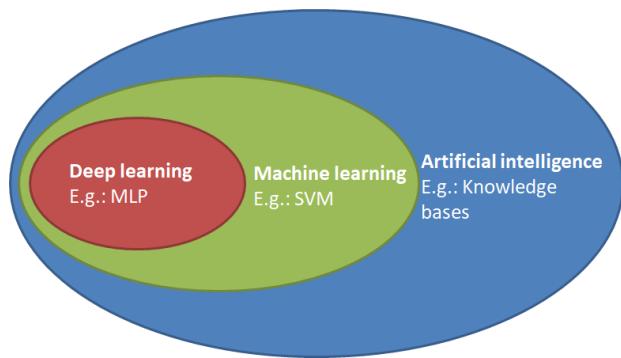 Deep learning
E.g.: MLP
Machine learning
E.g.: SVM
Artificial intelligence
E.g.: Knowledge
bases